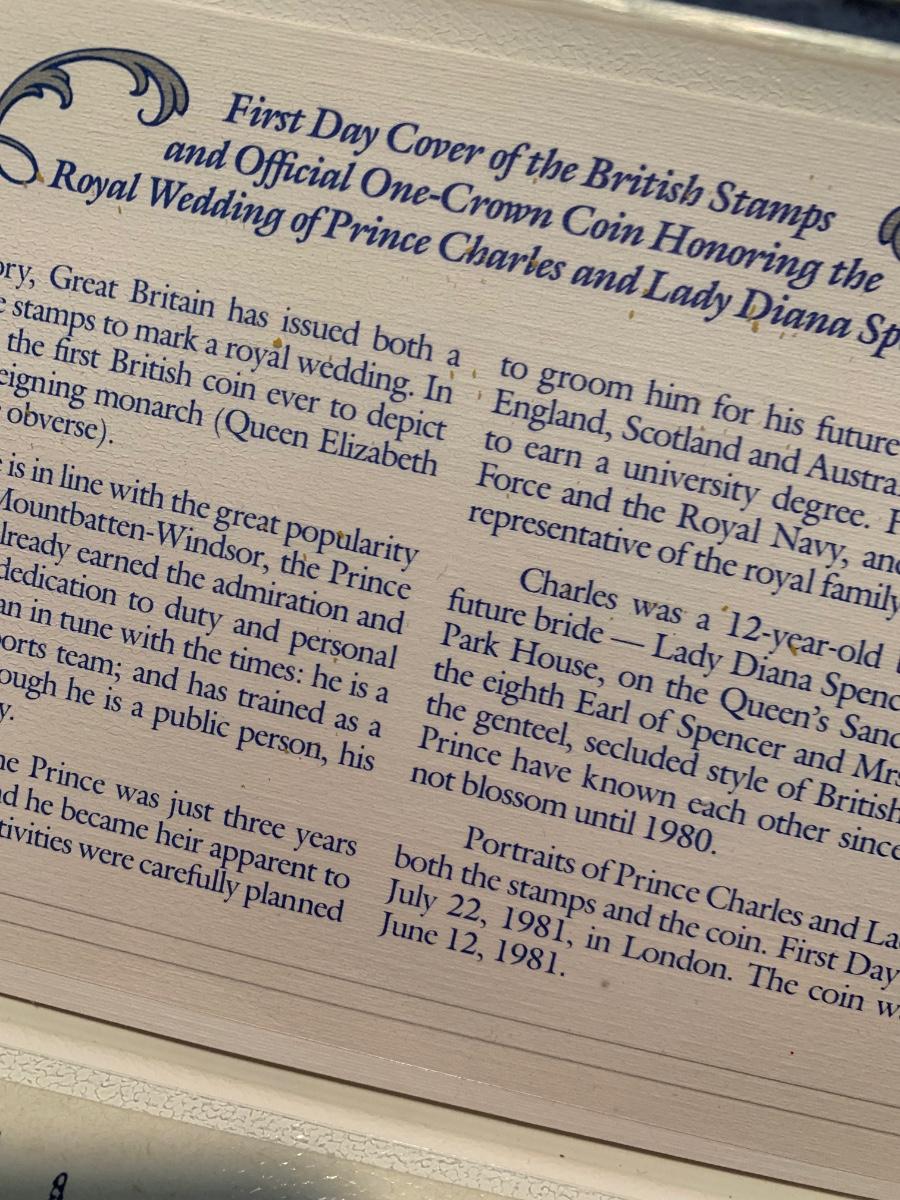 First Day Cover of the British Stamps
and Official One-Crown Coin Honoring the
Royal Wedding of Prince Charles and Lady Diana Sp
ory, Great Britain has issued both a
stamps to mark a royal wedding. In
the first British coin ever to depict
eigning monarch (Queen Elizabeth
obverse).
is in line with the great popularity
Mountbatten-Windsor, the Prince
lready earned the admiration and
dedication to duty and personal
an in tune with the times: he is a
orts team; and has trained as a
ough he is a public person, his
y.
he Prince was just three years
nd he became heir apparent to
tivities were carefully planned
to groom him for his future
England, Scotland and Austra
to earn a university degree.
Force and the Royal Navy, and
representative of the royal family
Charles was a 12-year-old
future bride — Lady Diana Spenc
Park House, on the Queen's Sand
the eighth Earl of Spencer and Mrs
the genteel, secluded style of British
Prince have known each other since
not blossom until 1980.
Portraits of Prince Charles and La
both the stamps and the coin. First Day
July 22, 1981, in London. The coin w
June 12, 1981.